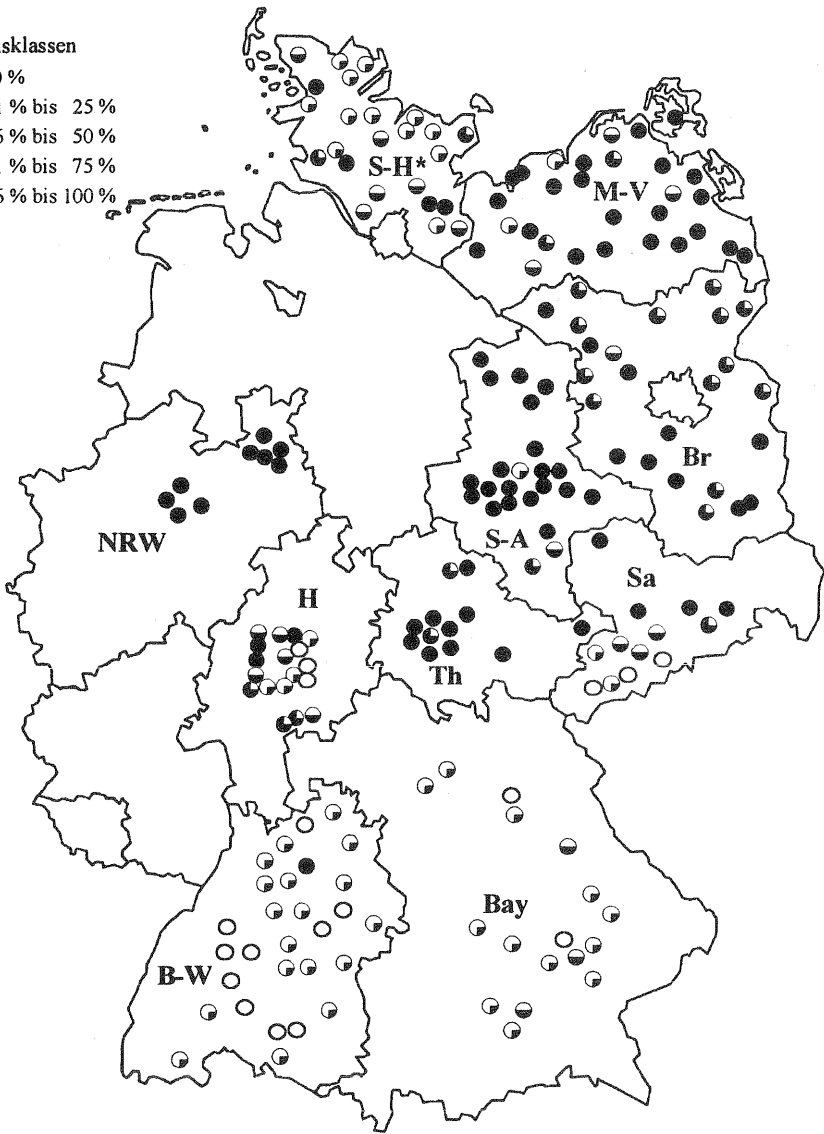 % bis 25 %
% bis 50 %
% bis 75 %
% bis 100 %
S-H*
M-V
Br
NRW
S-A
H
Sa
Th
Bay
B-W